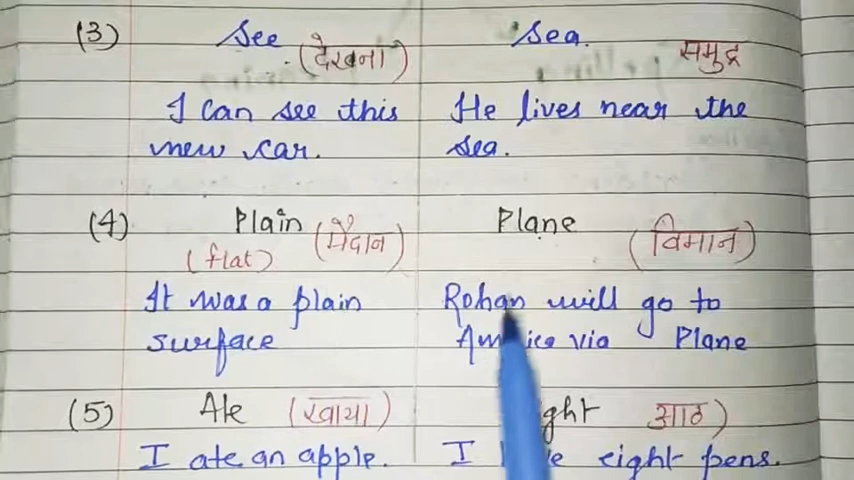 (3) See (देखना) Sea. समुद्र
I can see this He lives near the
new car. sea.
(4) Plain (मैदान) Plane (विमान)
(flat)
It was a plain Rohan will go to
surface via Plane
(5) Ate (खाया) आठ)
I ate an apple. I eight pens.